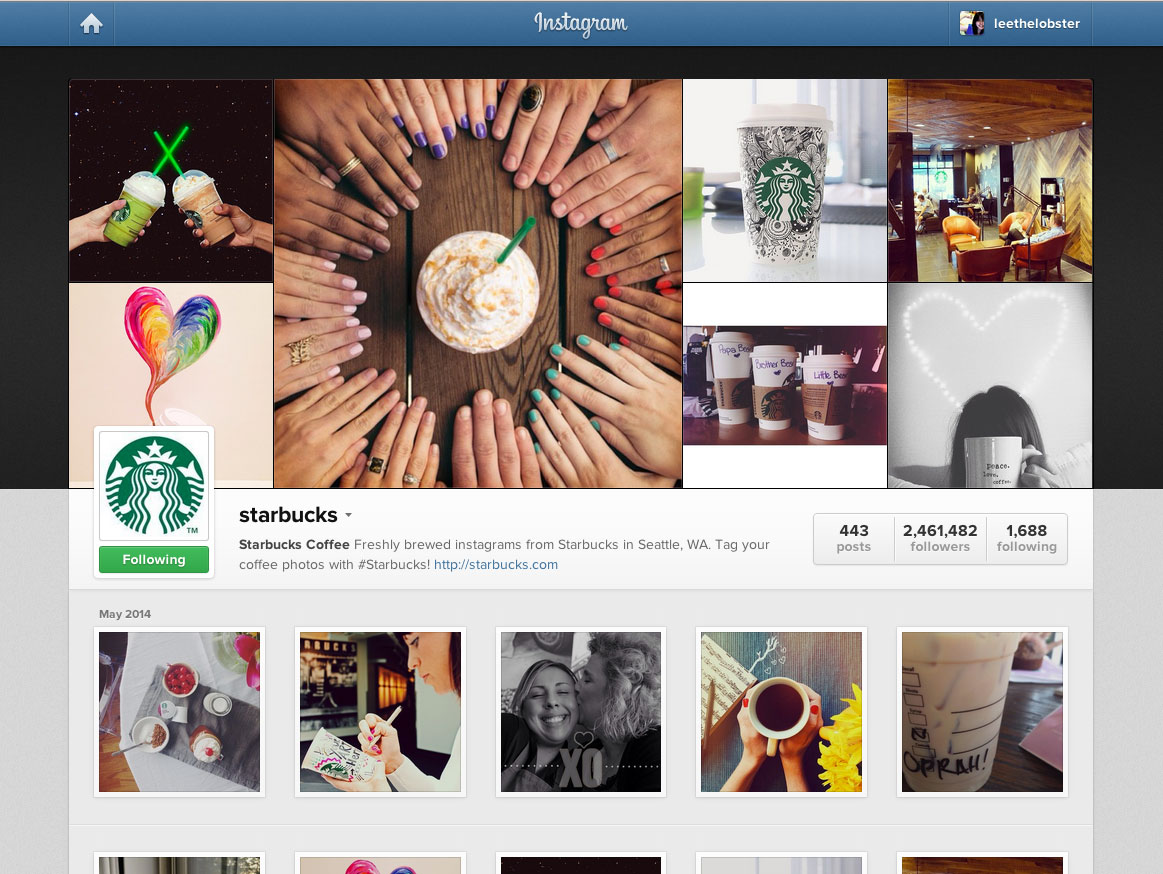 Instagram
leethelobster
Papa Bear
Brother Bear
Little Bear
peace.
love.
coffee.
TM
Following
starbucks
Starbucks Coffee Freshly brewed instagrams from Starbucks in Seattle, WA. Tag your
coffee photos with #Starbucks! http://starbucks.com
443
posts
2,461,482
followers
1,688
following
May 2014
XO
OPRAH!